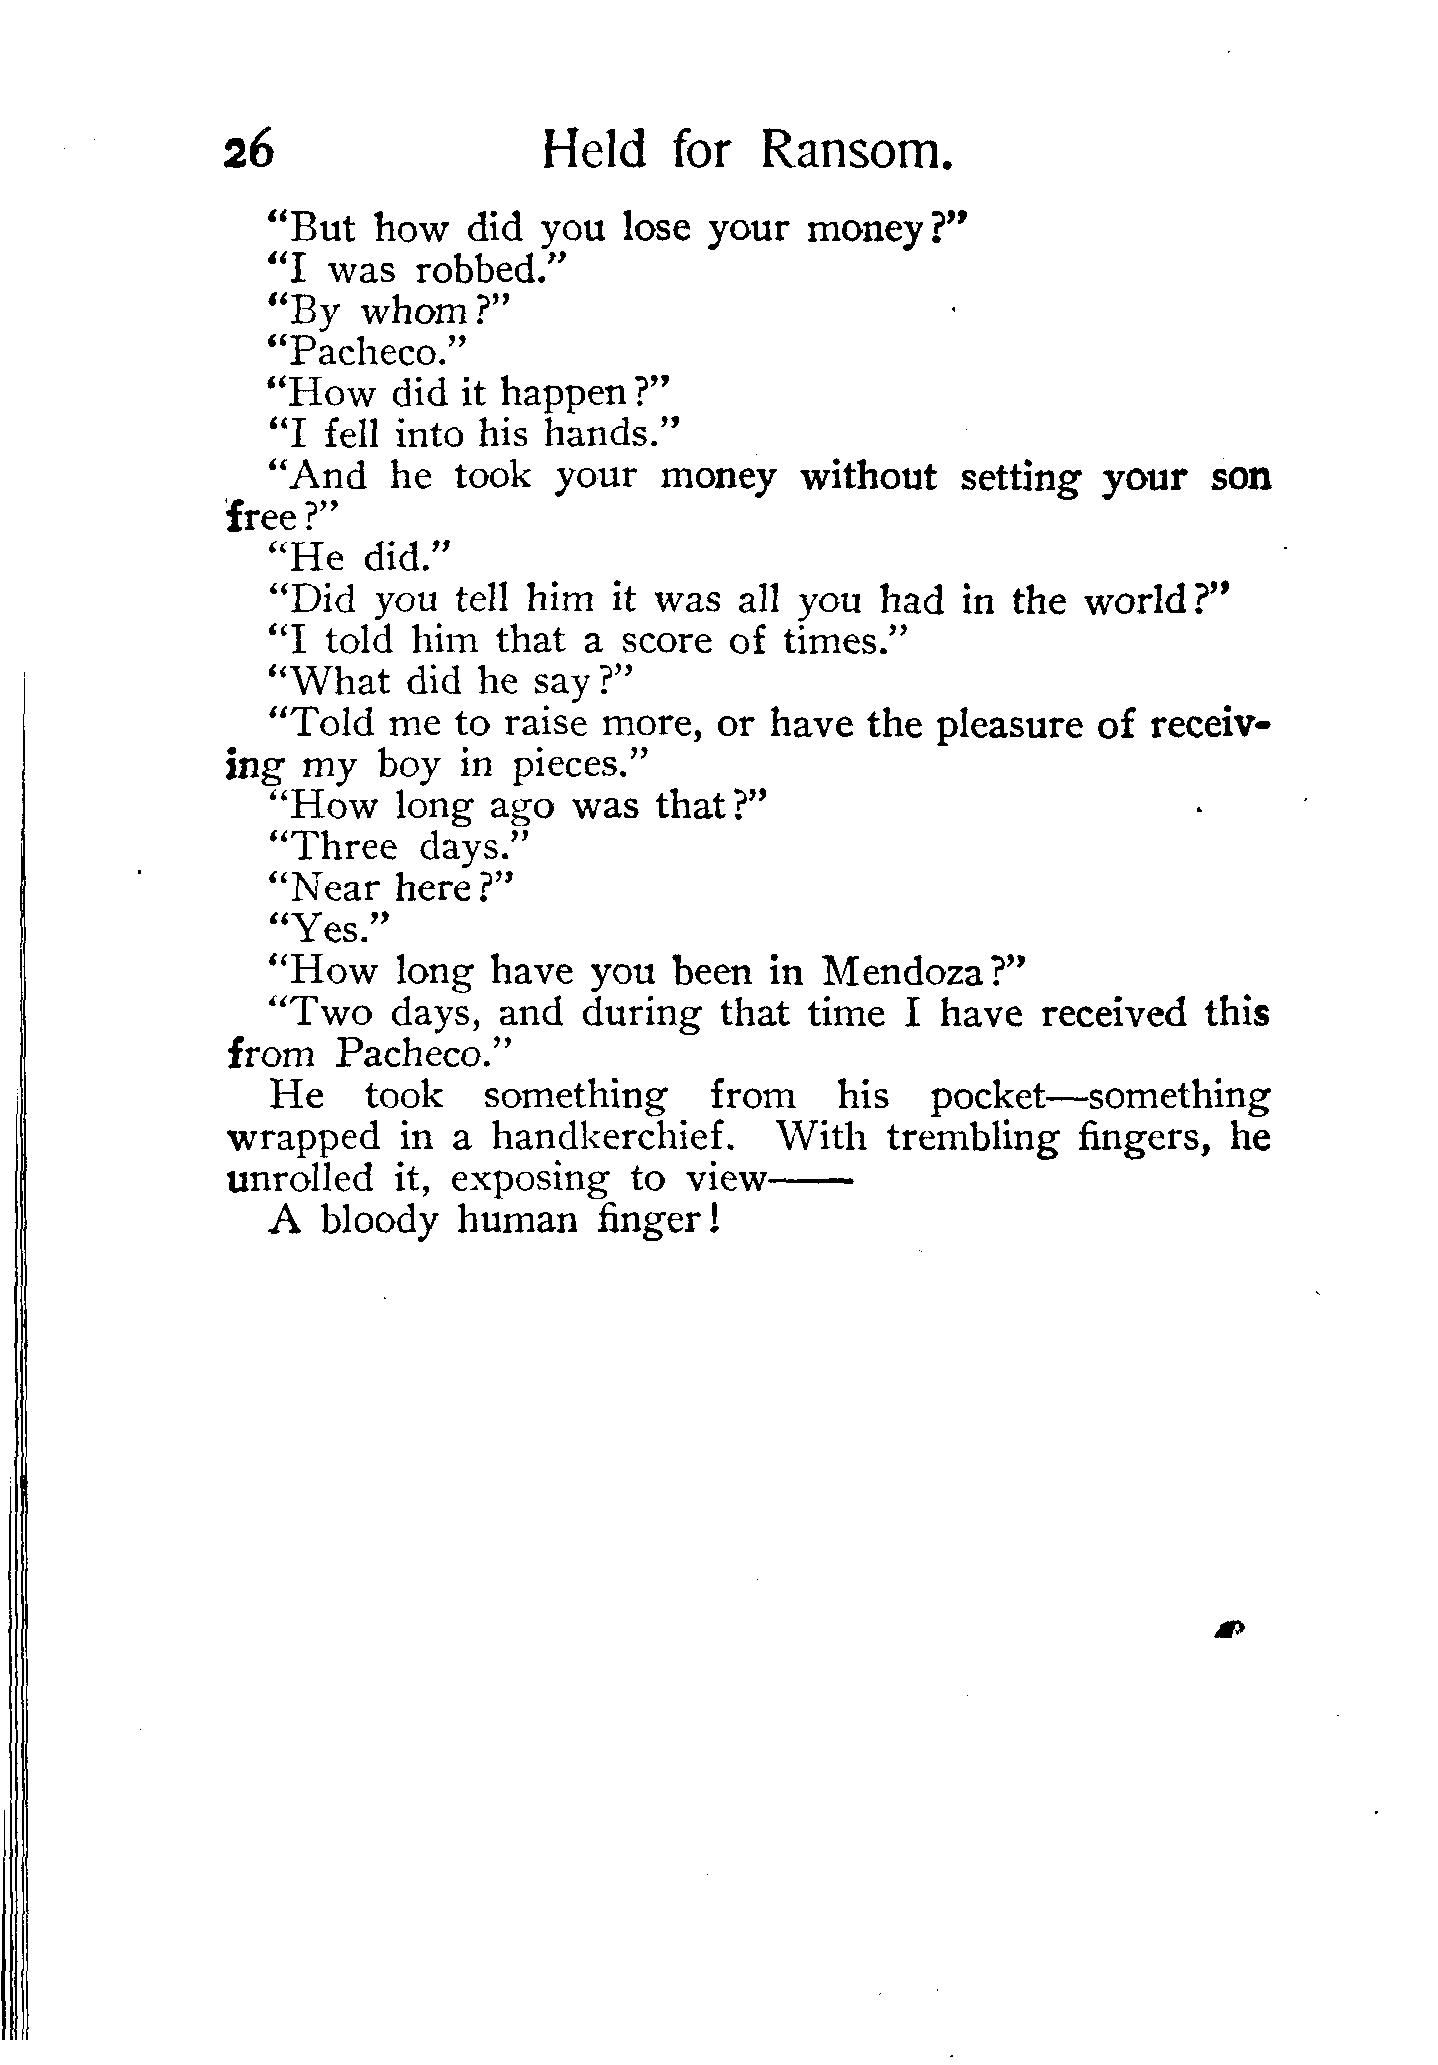 26 Held for Ransom.
“But how did you lose your money?”
“I was robbed.”
“By whom?”
“Pacheco.”
“How did it happen?”
“I fell into his hands.”
“And he took your money without setting your son
free?”
“He did.”
“Did you tell him it was all you had in the world?”
“I told him that a score of times.”
“What did he say?”
“Told me to raise more, or have the pleasure of receiv-
ing my boy in pieces.”
“How long ago was that?”
“Three days.”
“Near here?”
“Yes.”
“How long have you been in Mendoza?”
“Two days, and during that time I have received this
from Pacheco.”
He took something from his pocket—something
wrapped in a handkerchief. With trembling fingers, he
unrolled it, exposing to view——
A bloody human finger!